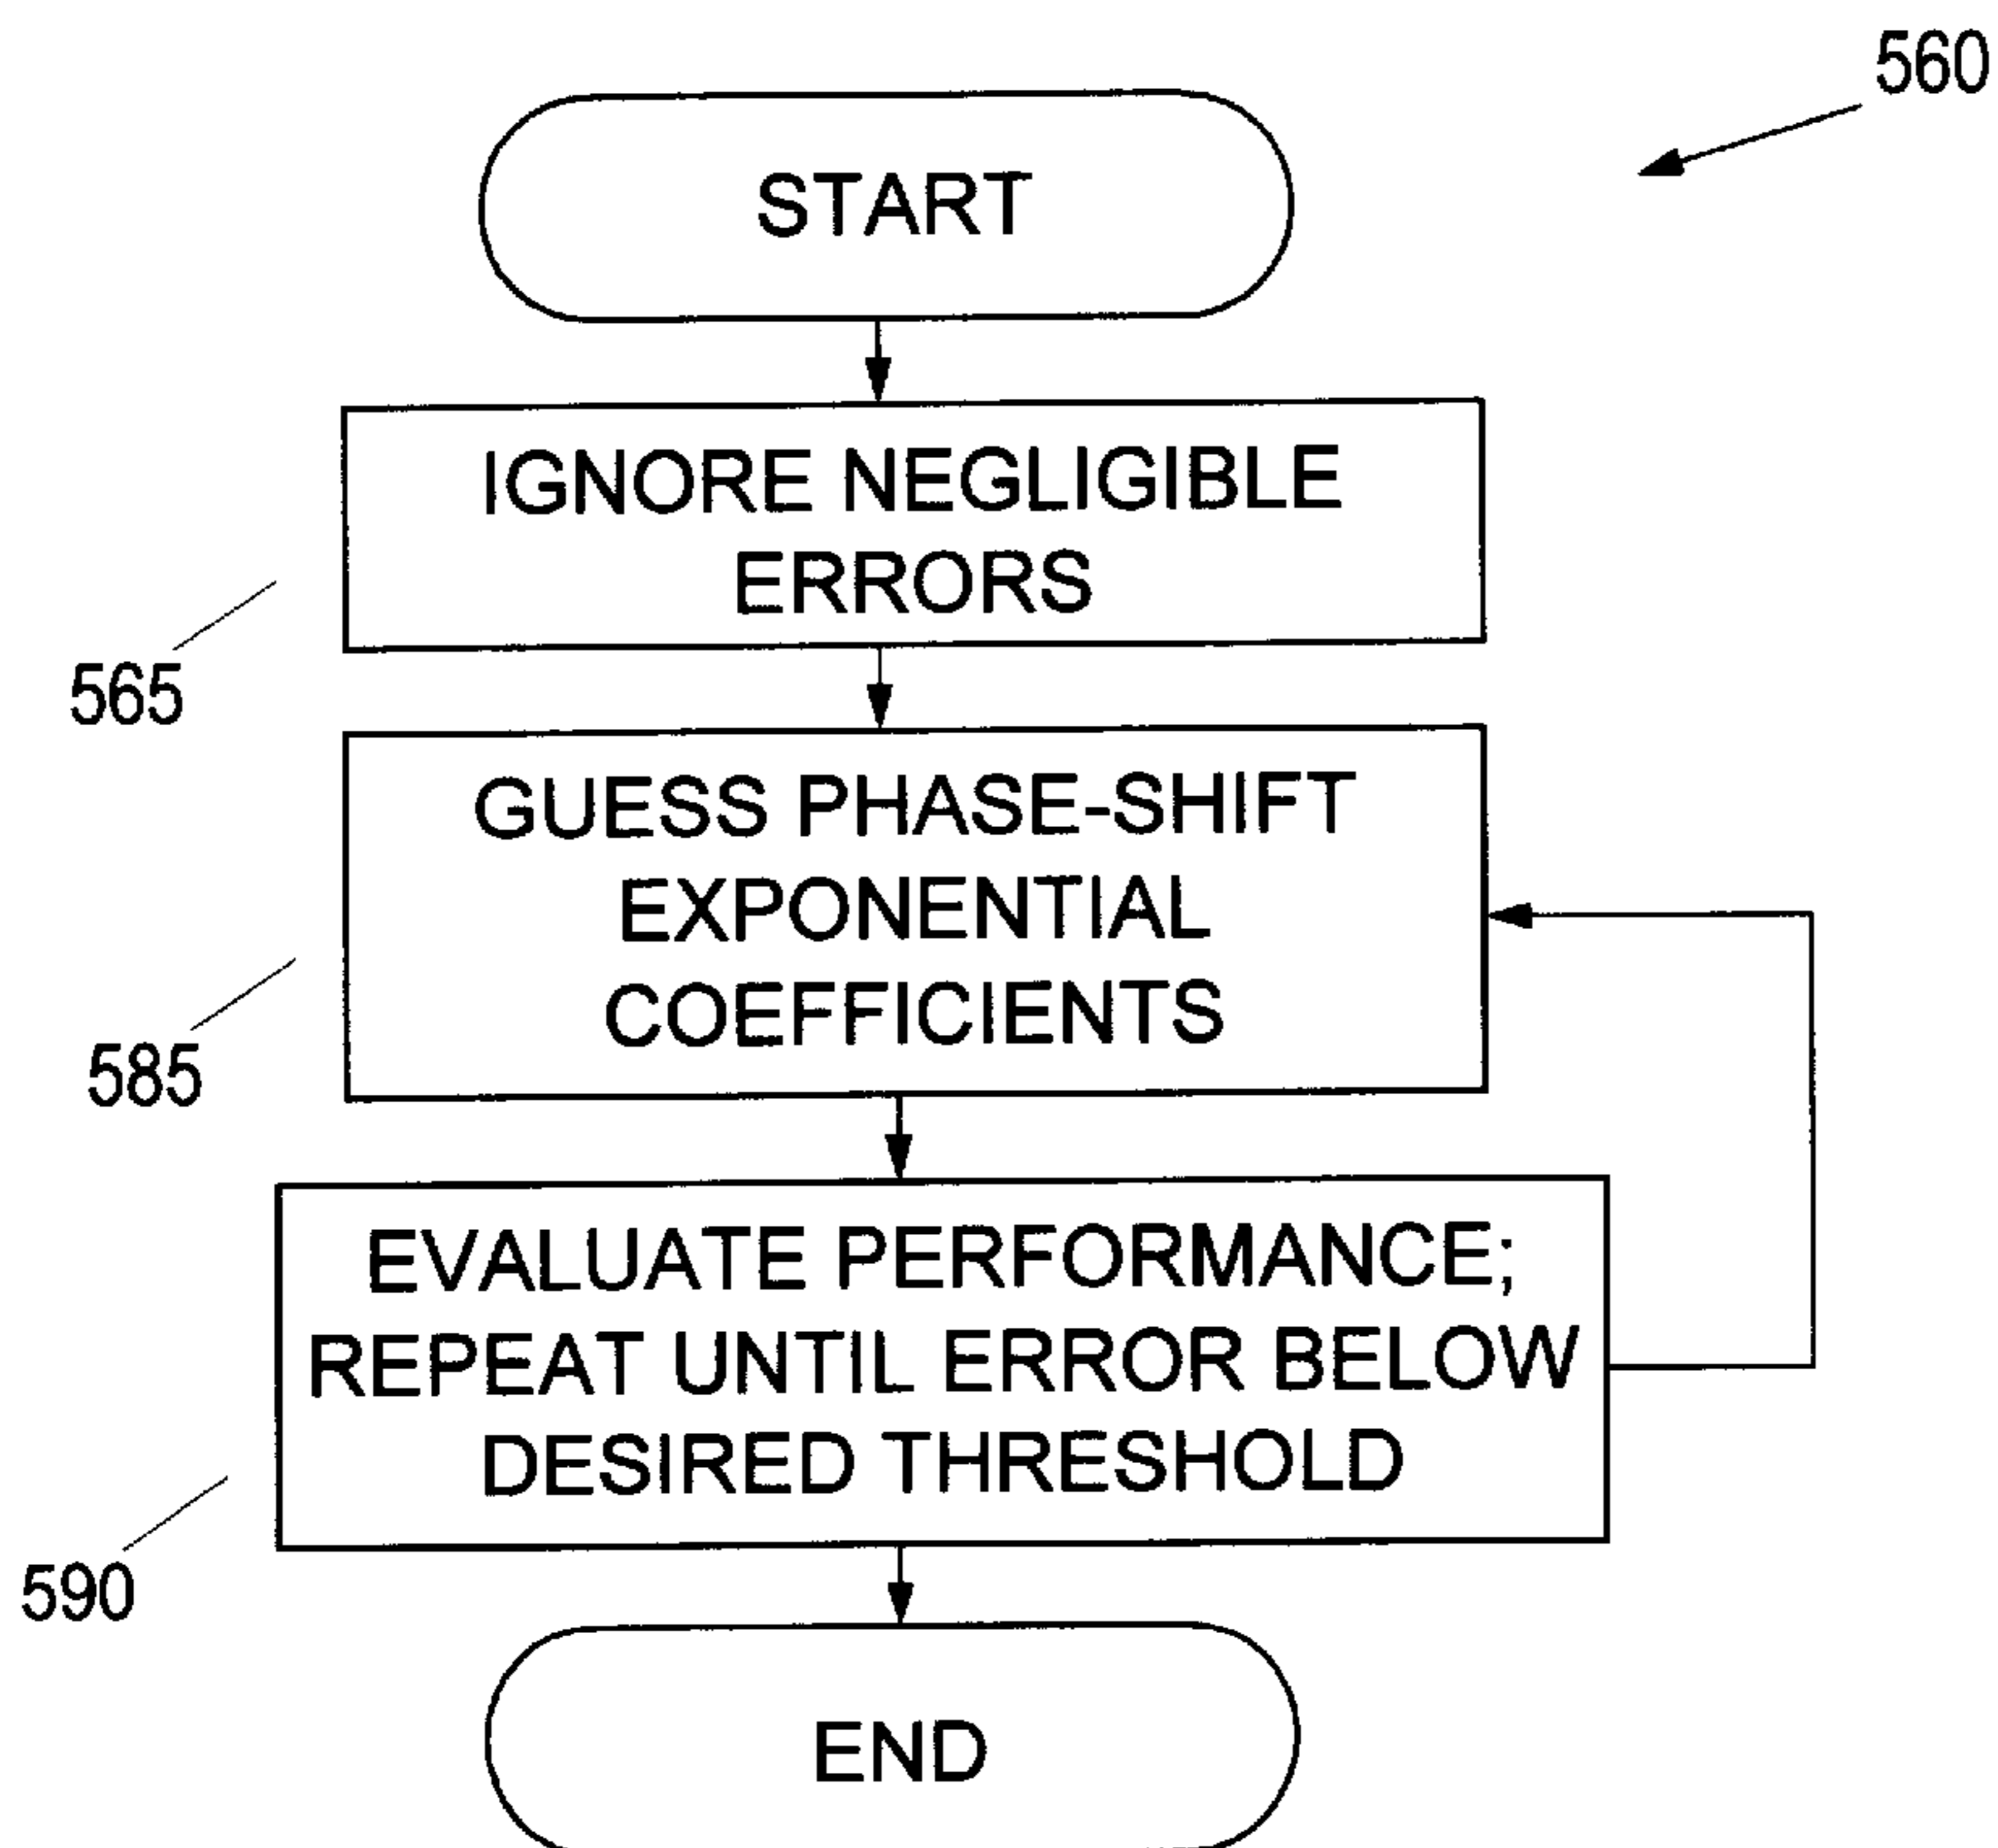 560
START
IGNORE NEGLIGIBLE
ERRORS
565
GUESS PHASE-SHIFT
EXPONENTIAL
COEFFICIENTS
585
EVALUATE PERFORMANCE;
REPEAT UNTIL ERROR BELOW
DESIRED THRESHOLD
590
END